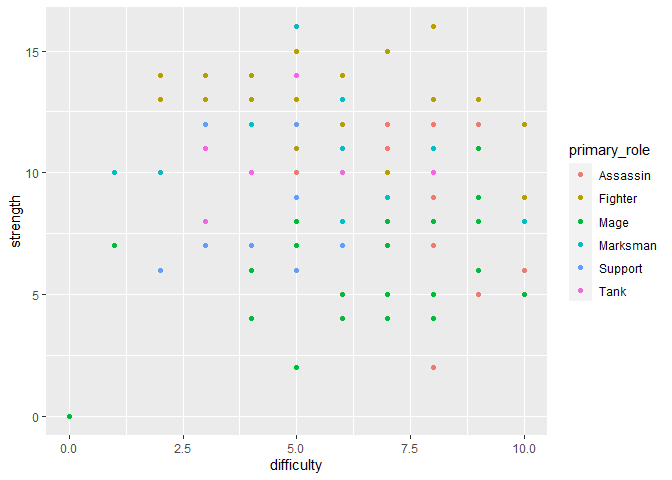 15
10
5
0
strength
0.0 2.5 5.0 7.5 10.0
difficulty
primary_role
Assassin
Fighter
Mage
Marksman
Support
Tank